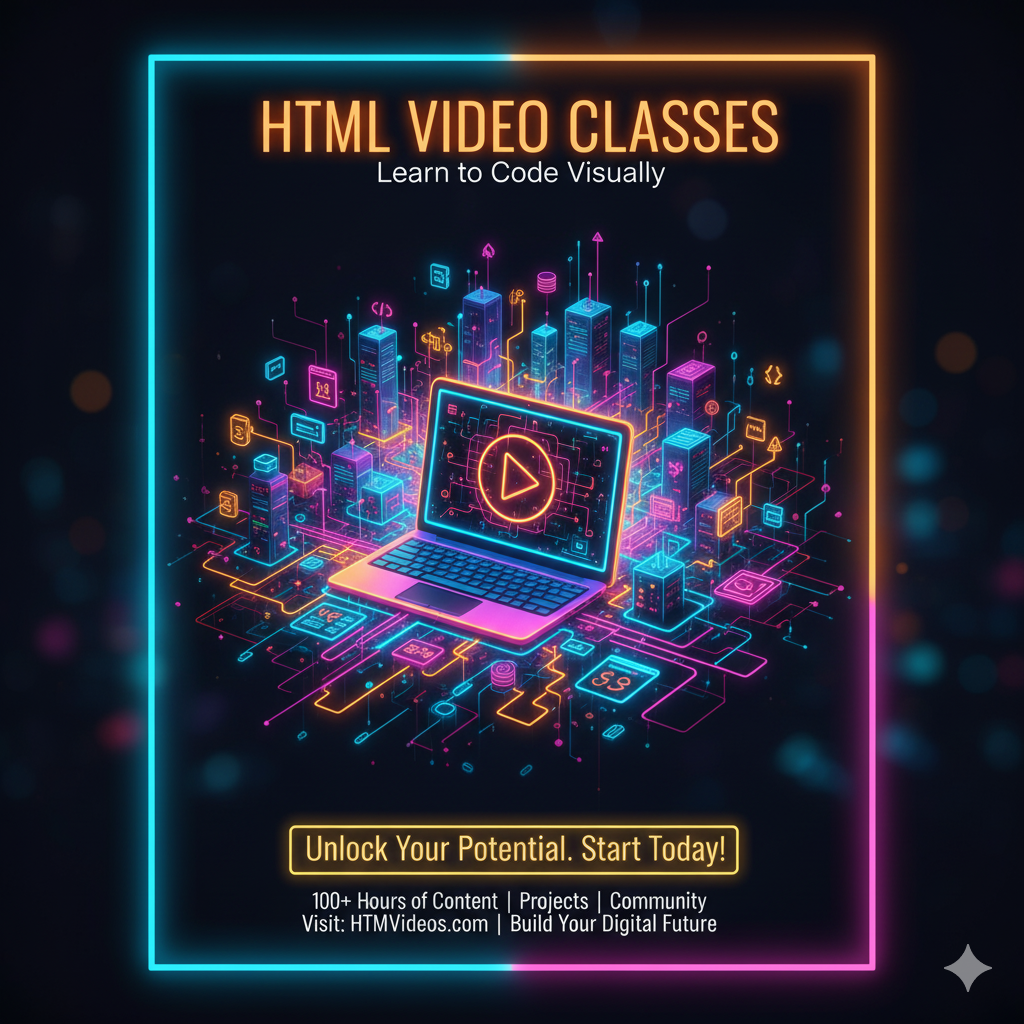 HTML VIDEO CLASSES
Learn to Code Visually
Unlock Your Potential. Start Today!
100+ Hours of Content | Projects | Community
Visit: HTMVideos.com | Build Your Digital Future